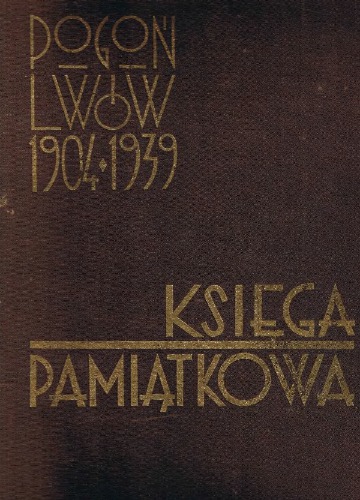 POGOŃ
LWÓW
1904·1939
KSIĘGA
PAMIĄTKOWA